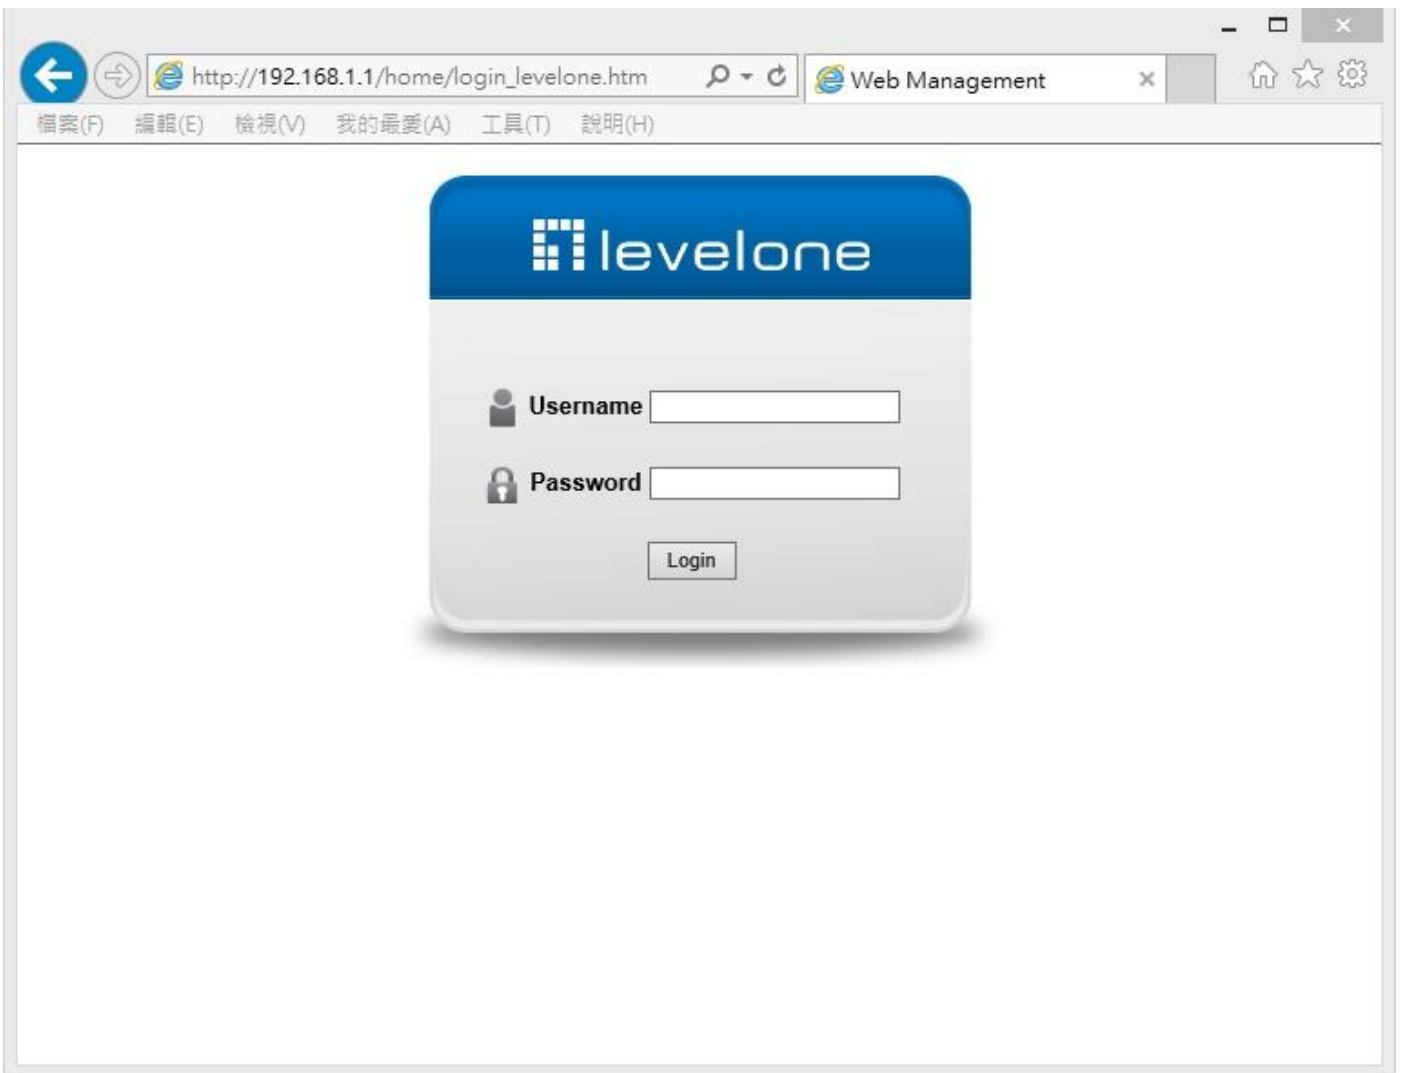 http://192.168.1.1/home/login_levelone.htm Web Management
檔案(F) 編輯(E) 檢視(V) 我的最愛(A) 工具(T) 說明(H)
levelone
Username
Password
Login